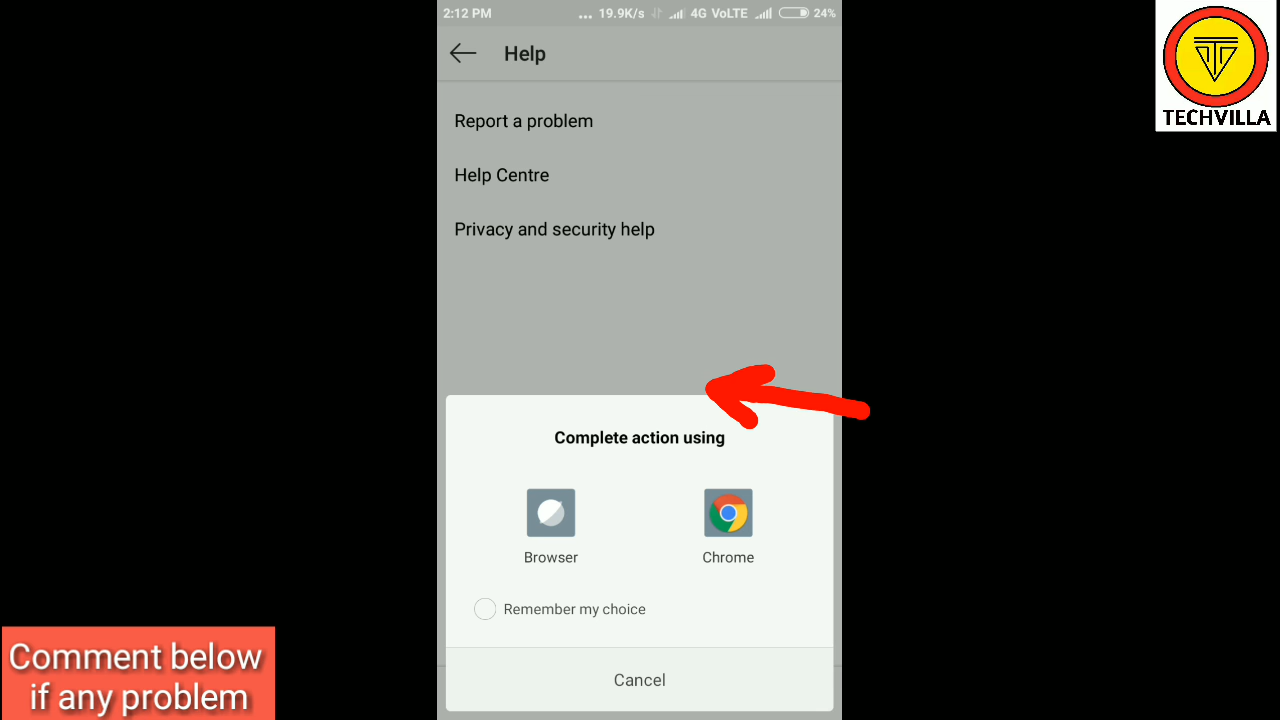 2:12 PM ... 19.9K/s 4G VoLTE 24%
TECHVILLA
Help
Report a problem
Help Centre
Privacy and security help
Complete action using
Browser Chrome
Remember my choice
Cancel
Comment below
if any problem